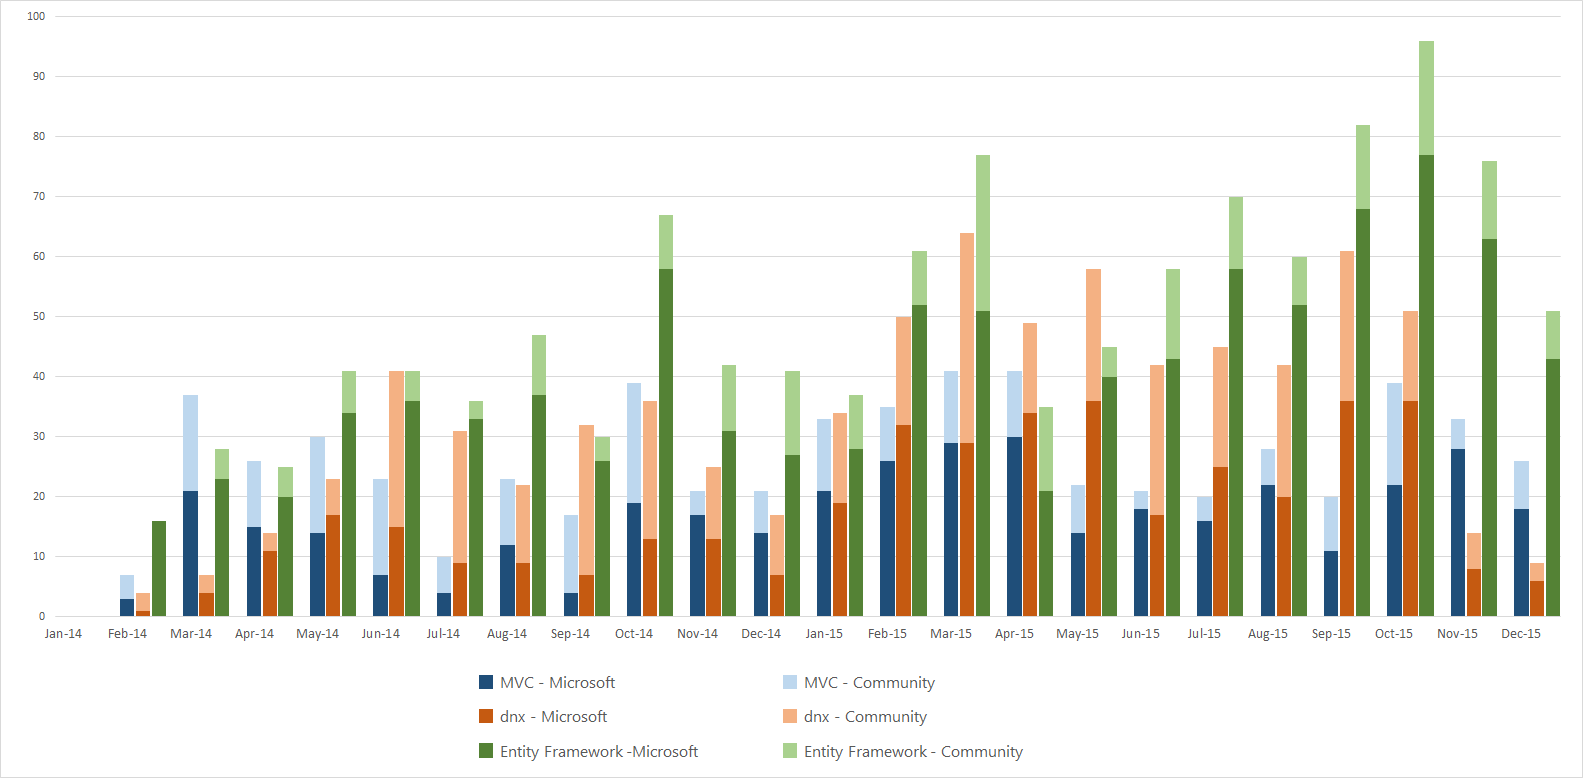 100
90
80
70
60
50
40
30
20
10
0
Jan-14 Feb-14 Mar-14 Apr-14 May-14 Jun-14 Jul-14 Aug-14 Sep-14 Oct-14 Nov-14 Dec-14 Jan-15 Feb-15 Mar-15 Apr-15 May-15 Jun-15 Jul-15 Aug-15 Sep-15 Oct-15 Nov-15 Dec-15
MVC - Microsoft MVC - Community
dnx - Microsoft dnx - Community
Entity Framework -Microsoft Entity Framework - Community